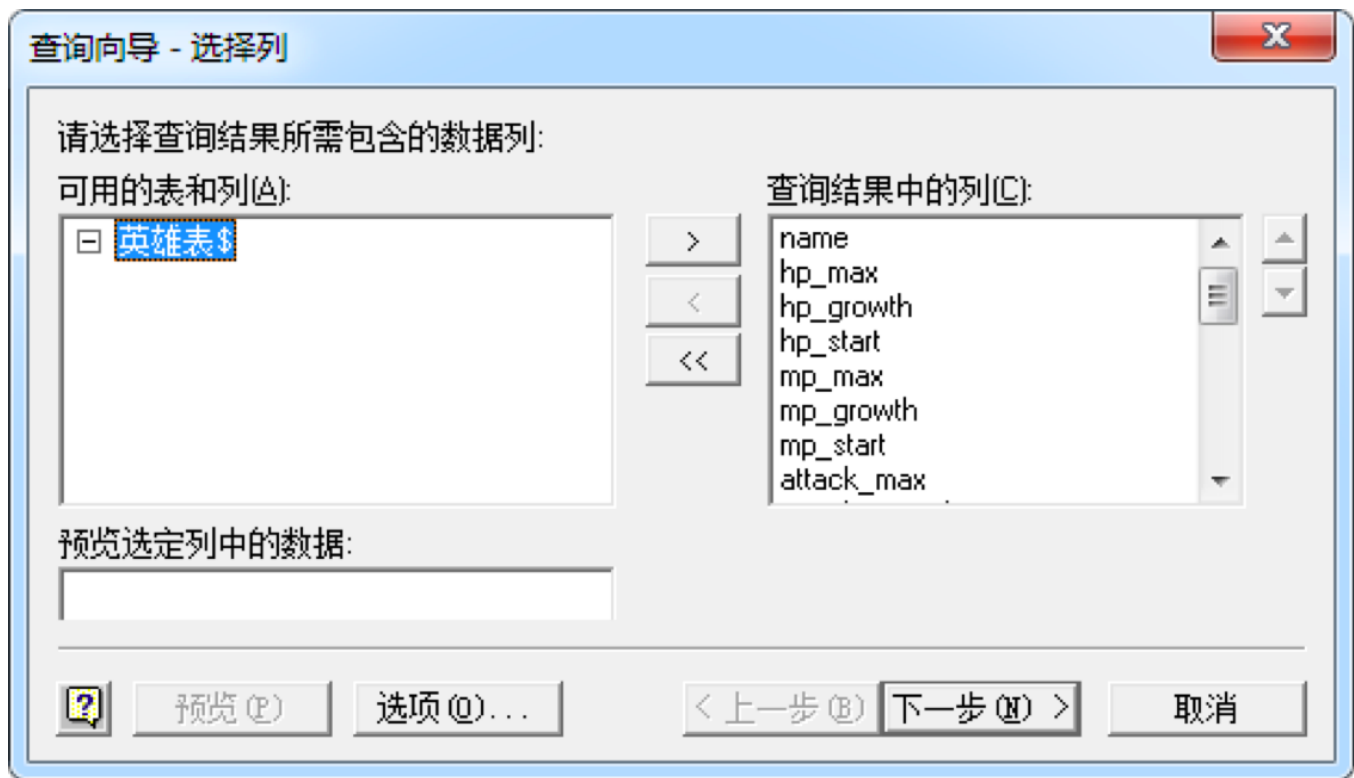 查询向导 - 选择列
请选择查询结果所需包含的数据列:
可用的表和列(A):
查询结果中的列(C):
英雄表$
>
<
<<
name
hp_max
hp_growth
hp_start
mp_max
mp_growth
mp_start
attack_max
预览选定列中的数据:
预览(P)
选项(O)...
< 上一步(B)
下一步(N) >
取消